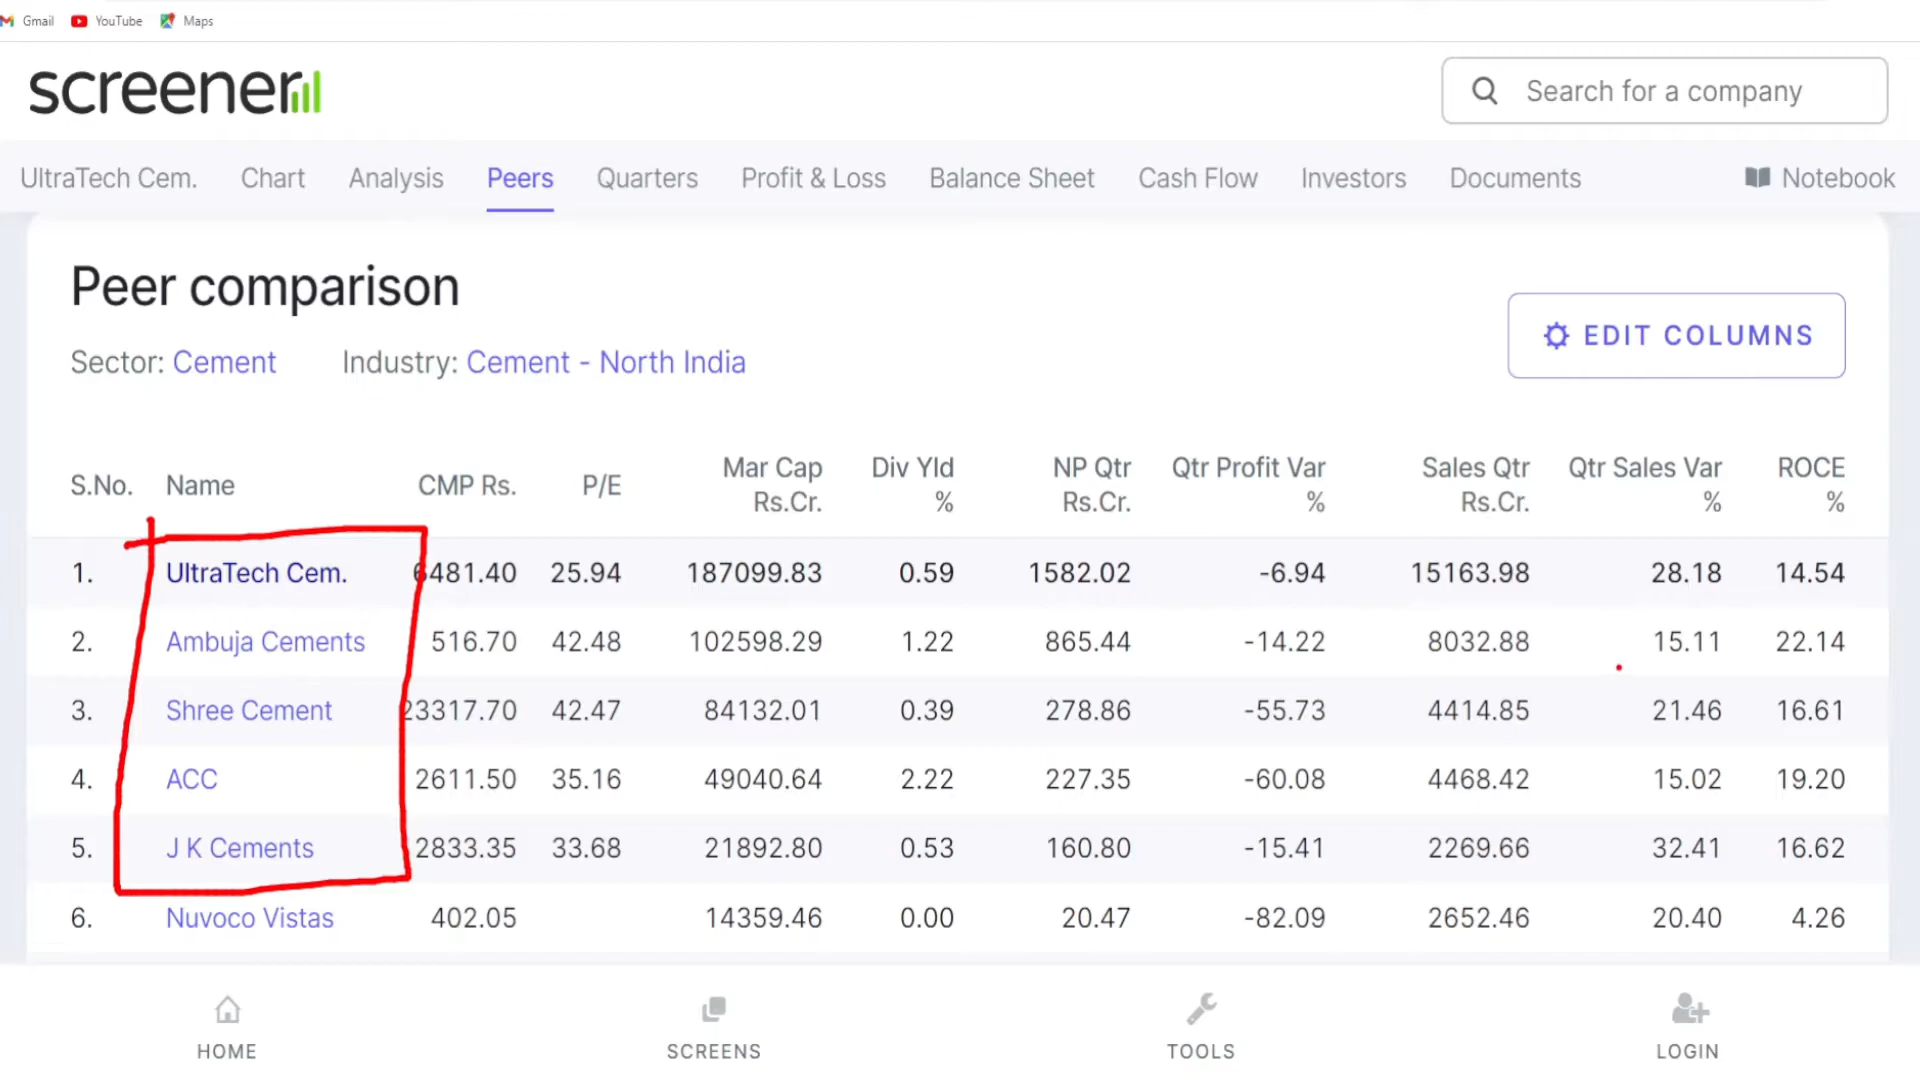 Gmail YouTube Maps
screener
Search for a company
UltraTech Cem. Chart Analysis Peers Quarters Profit & Loss Balance Sheet Cash Flow Investors Documents Notebook
Peer comparison
EDIT COLUMNS
Sector: Cement Industry: Cement - North India
S.No. Name CMP Rs. P/E Mar Cap Rs.Cr. Div Yld % NP Qtr Rs.Cr. Qtr Profit Var % Sales Qtr Rs.Cr. Qtr Sales Var % ROCE %
1. UltraTech Cem. 6481.40 25.94 187099.83 0.59 1582.02 -6.94 15163.98 28.18 14.54
2. Ambuja Cements 516.70 42.48 102598.29 1.22 865.44 -14.22 8032.88 15.11 22.14
3. Shree Cement 23317.70 42.47 84132.01 0.39 278.86 -55.73 4414.85 21.46 16.61
4. ACC 2611.50 35.16 49040.64 2.22 227.35 -60.08 4468.42 15.02 19.20
5. J K Cements 2833.35 33.68 21892.80 0.53 160.80 -15.41 2269.66 32.41 16.62
6. Nuvoco Vistas 402.05 14359.46 0.00 20.47 -82.09 2652.46 20.40 4.26
HOME SCREENS TOOLS LOGIN